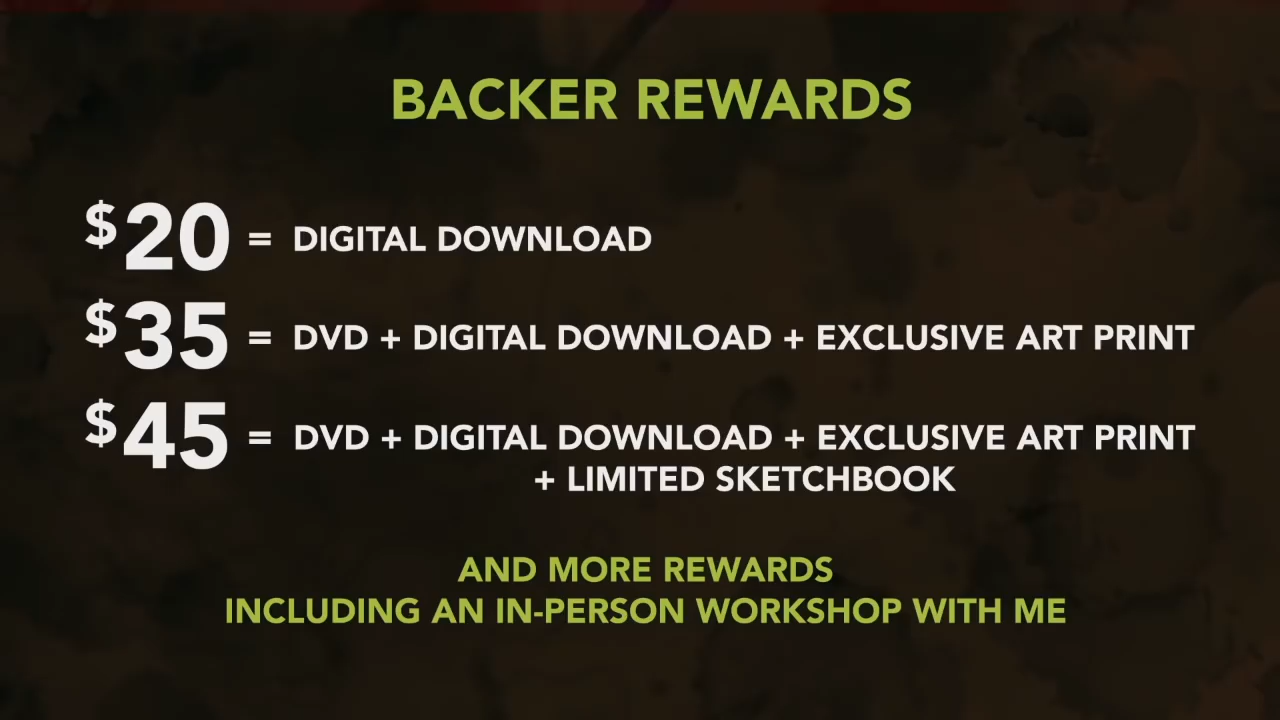 BACKER REWARDS
$20 = DIGITAL DOWNLOAD
$35 = DVD + DIGITAL DOWNLOAD + EXCLUSIVE ART PRINT
$45 = DVD + DIGITAL DOWNLOAD + EXCLUSIVE ART PRINT
+ LIMITED SKETCHBOOK
AND MORE REWARDS
INCLUDING AN IN-PERSON WORKSHOP WITH ME